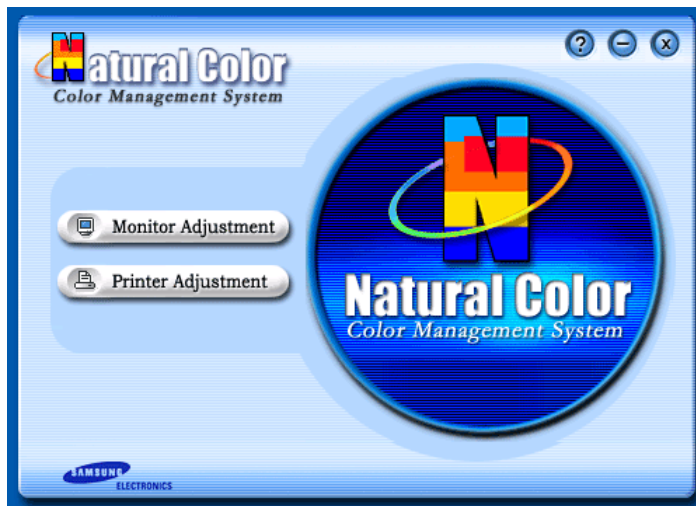 Natural Color
Color Management System
? – x
Monitor Adjustment
Printer Adjustment
N
Natural Color
Color Management System
SAMSUNG
ELECTRONICS